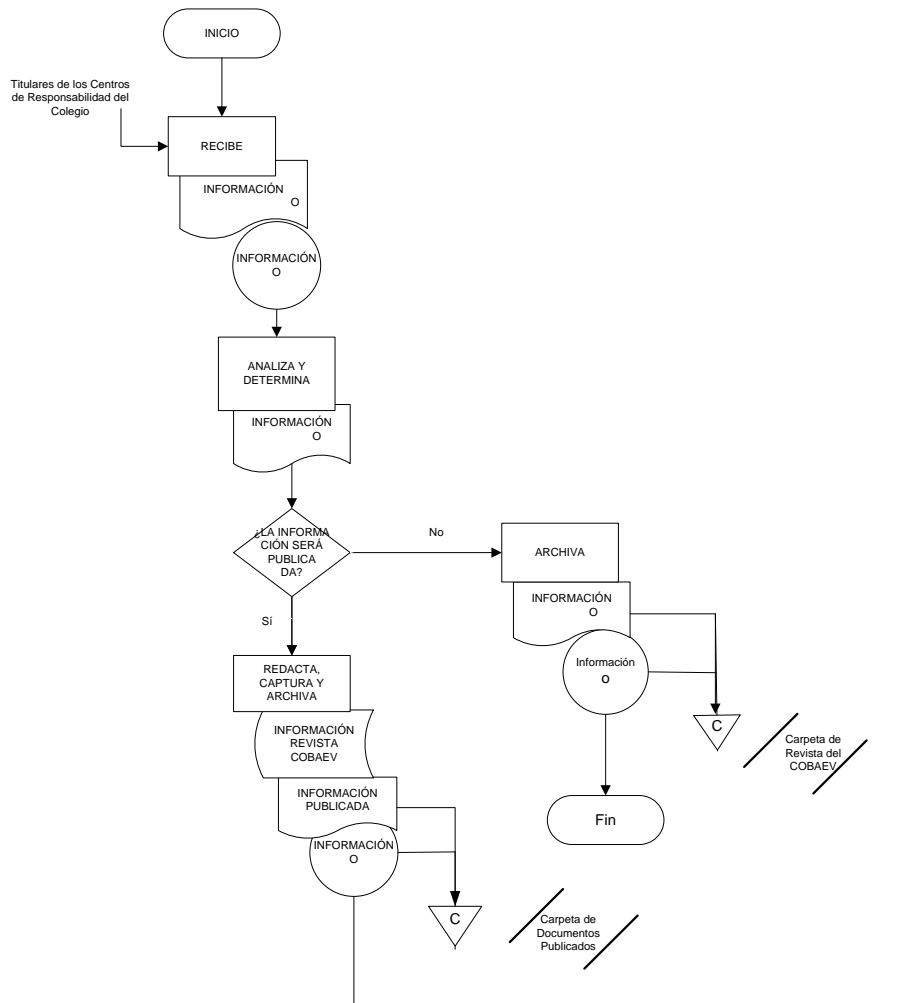 INICIO
Titulares de los Centros
de Responsabilidad del
Colegio
RECIBE
INFORMACIÓN
O
INFORMACIÓN
O
ANALIZA Y
DETERMINA
INFORMACIÓN
O
¿LA INFORMA
CIÓN SERÁ
PUBLICA
DA?
No
ARCHIVA
INFORMACIÓN
O
Información
o
C
Carpeta de
Revista del
COBAEV
Fin
Sí
REDACTA,
CAPTURA Y
ARCHIVA
INFORMACIÓN
REVISTA
COBAEV
INFORMACIÓN
PUBLICADA
INFORMACIÓN
O
C
Carpeta de
Documentos
Publicados